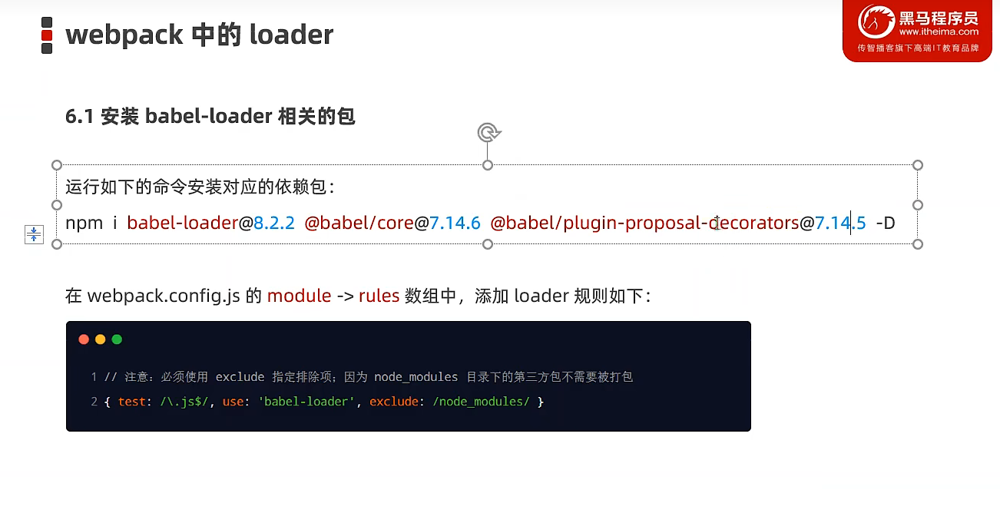 webpack 中的 loader
黑马程序员
www.itheima.com
传智播客旗下高端IT教育品牌
6.1 安装 babel-loader 相关的包
运行如下的命令安装对应的依赖包：
npm i babel-loader@8.2.2 @babel/core@7.14.6 @babel/plugin-proposal-decorators@7.14.5 -D
在 webpack.config.js 的 module -> rules 数组中，添加 loader 规则如下：
1 // 注意：必须使用 exclude 指定排除项；因为 node_modules 目录下的第三方包不需要被打包
2 { test: /\.js$/, use: 'babel-loader', exclude: /node_modules/ }